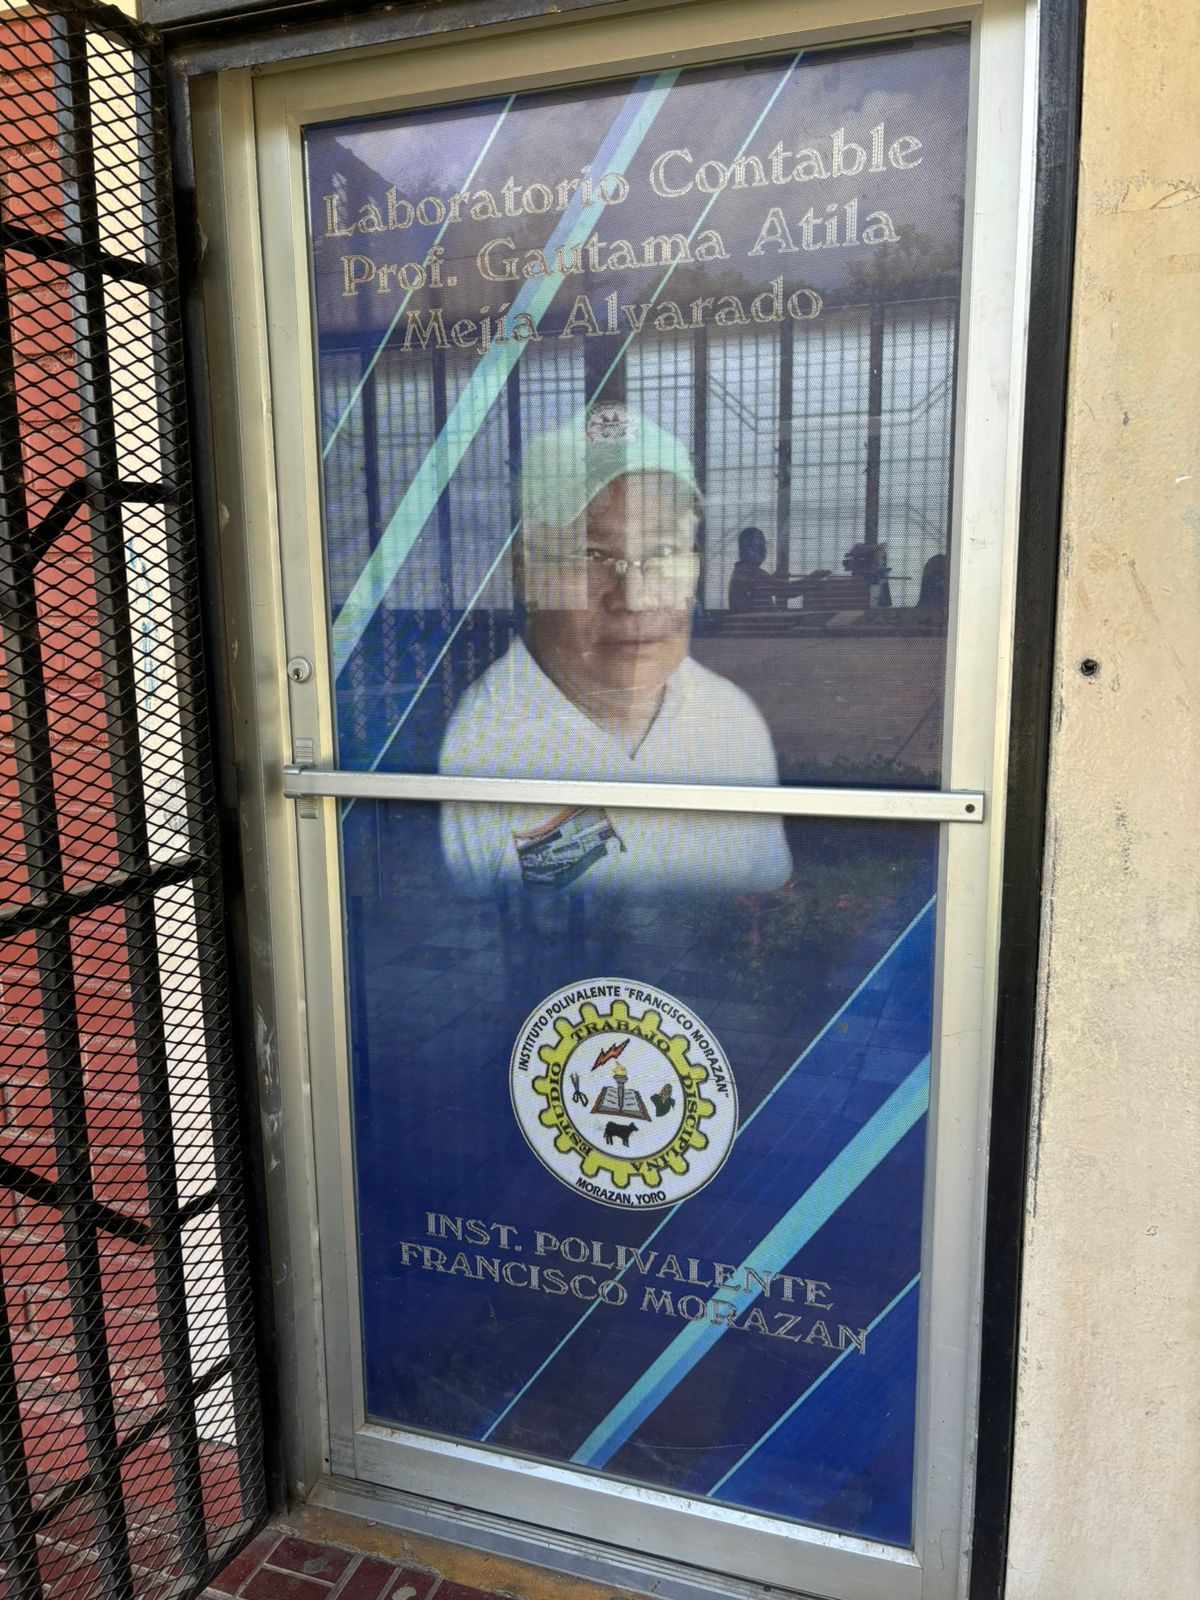 Laboratorio Contable
Prof. Gautama Atila
Mejía Alvarado
INSTITUTO POLIVALENTE "FRANCISCO MORAZAN"
ESTUDIO TRABAJO DISCIPLINA
MORAZAN, YORO
INST. POLIVALENTE
FRANCISCO MORAZAN